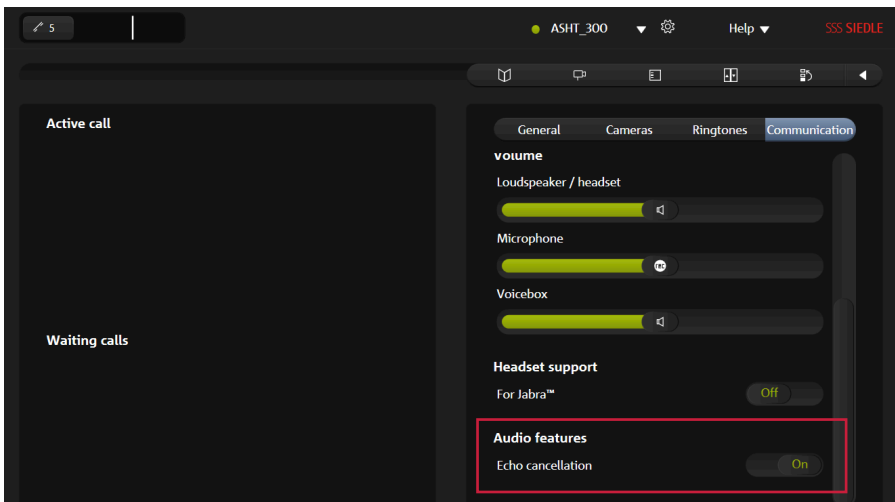 5
ASHT_300
Help
SSS SIEDLE
Active call
Waiting calls
General Cameras Ringtones Communication
Volume
Loudspeaker / headset
Microphone
REC
Voicebox
Headset support
For Jabra™
Off
Audio features
Echo cancellation
On